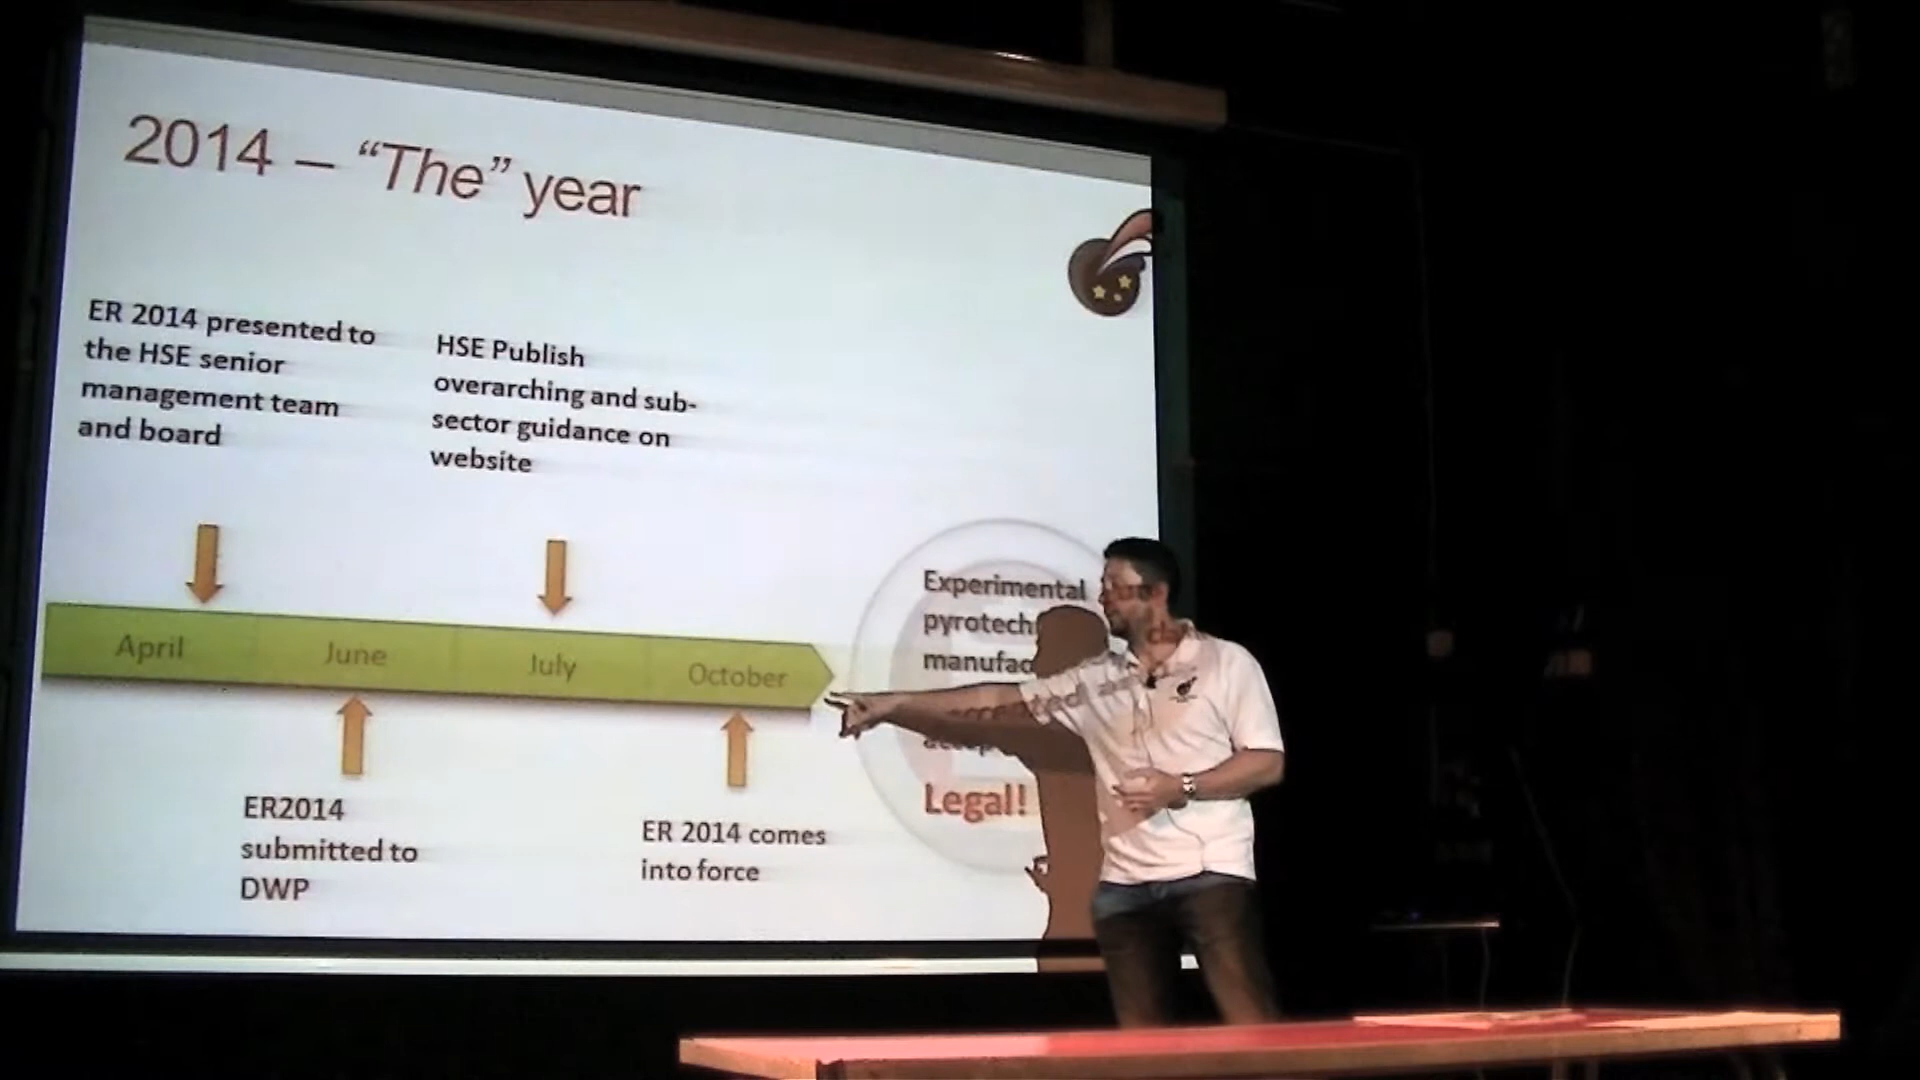 2014 – “The” year
ER 2014 presented to
the HSE senior
management team
and board
HSE Publish
overarching and sub-
sector guidance on
website
April
June
July
October
ER2014
submitted to
DWP
ER 2014 comes
into force
Experimental
Legal!